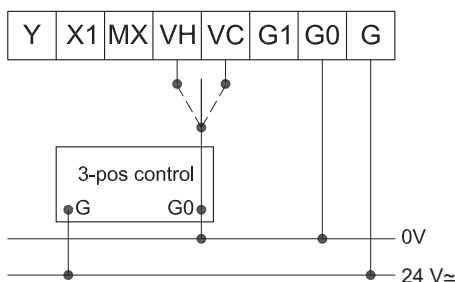 Y X1 MX VH VC G1 G0 G
3-pos control
G G0
0V
24 V≃